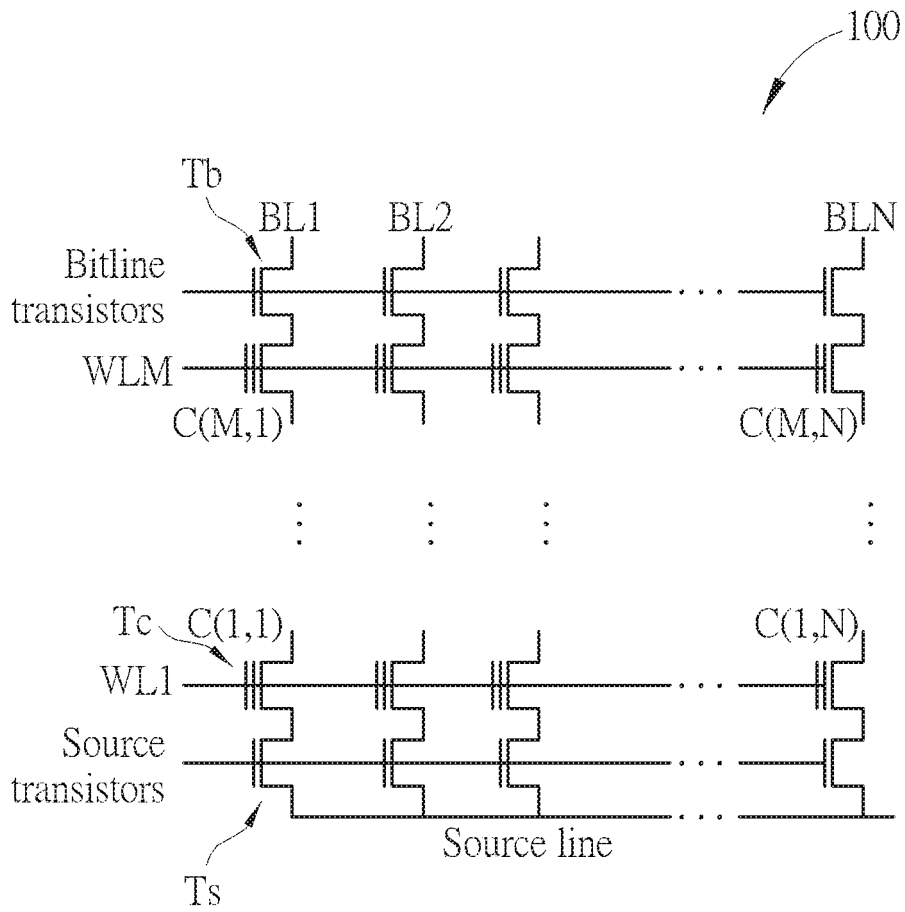 100
Tb
BL1 BL2 BLN
Bitline
transistors
WLM
C(M,1) C(M,N)
Tc C(1,1) C(1,N)
WL1
Source
transistors
Source line
Ts